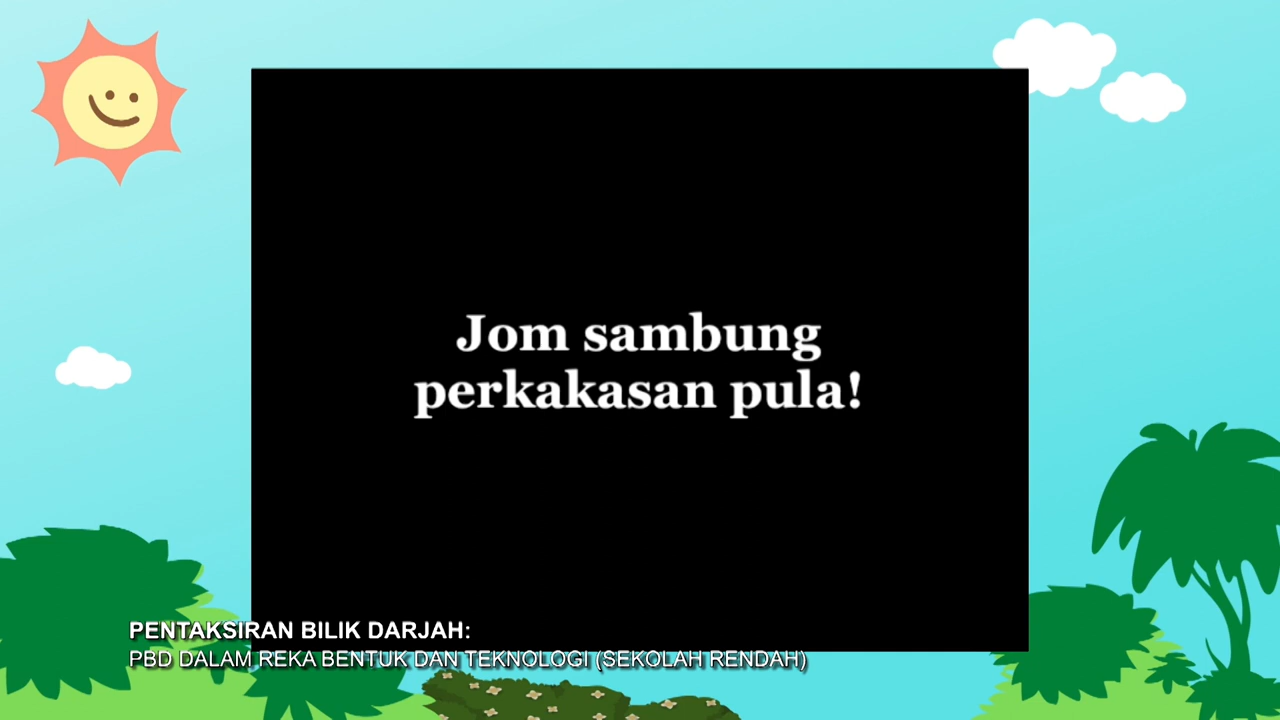 Jom sambung
perkakasan pula!
PENTAKSIRAN BILIK DARJAH:
PBD DALAM REKA BENTUK DAN TEKNOLOGI (SEKOLAH RENDAH)